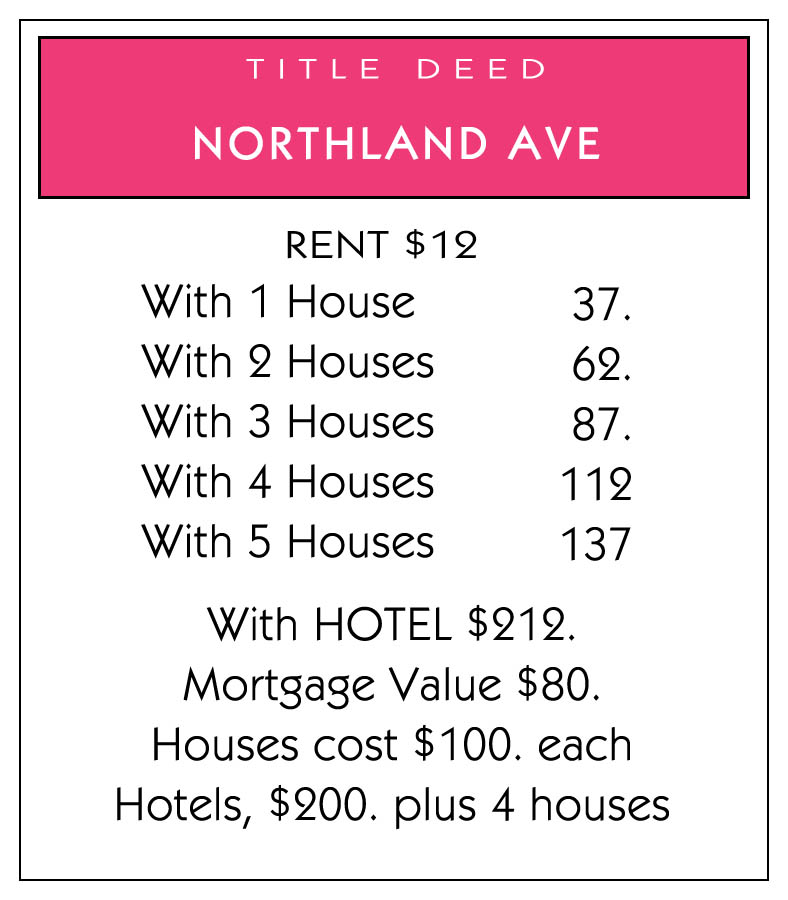 TITLE DEED
NORTHLAND AVE
RENT $12
With 1 House 37.
With 2 Houses 62.
With 3 Houses 87.
With 4 Houses 112
With 5 Houses 137
With HOTEL $212.
Mortgage Value $80.
Houses cost $100. each
Hotels, $200. plus 4 houses